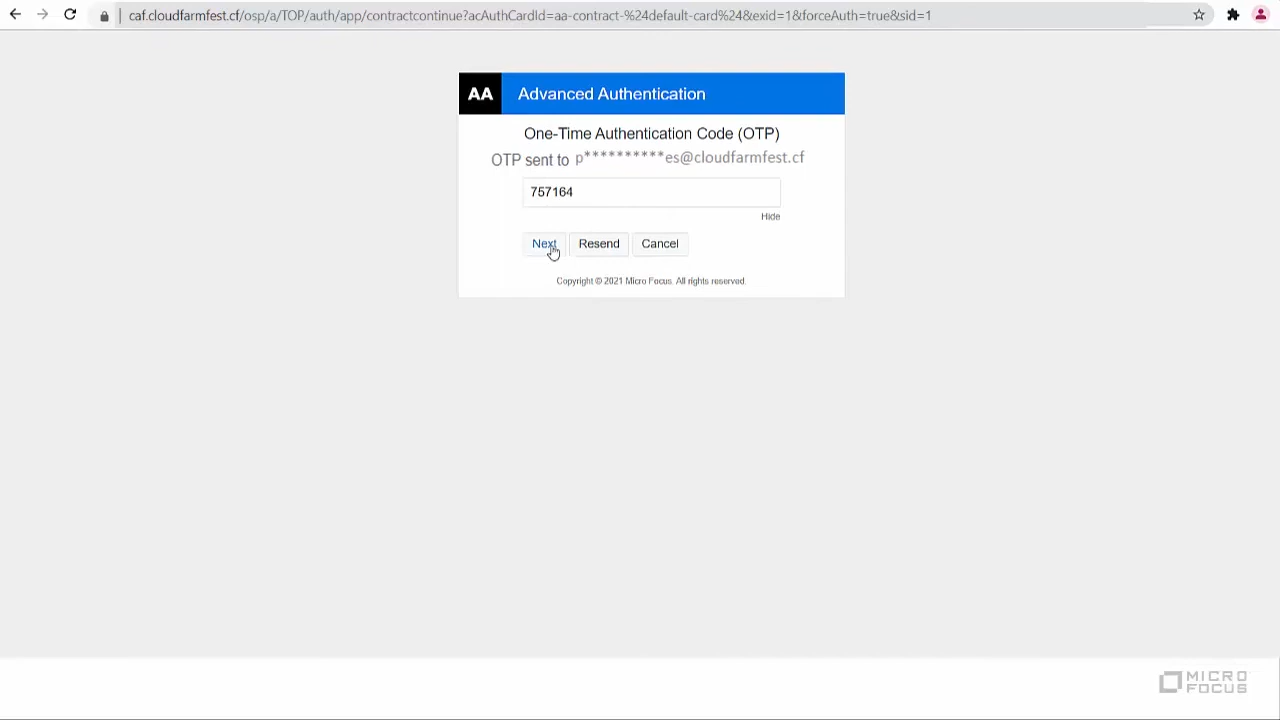 caf.cloudfarmfest.cf/osp/a/TOP/auth/app/contractcontinue?acAuthCardId=aa-contract-%24default-card%24&exid=1&forceAuth=true&sid=1
AA Advanced Authentication
One-Time Authentication Code (OTP)
OTP sent to p**********es@cloudfarmfest.cf
757164
Hide
Next Resend Cancel
Copyright © 2021 Micro Focus. All rights reserved.
MICRO
FOCUS